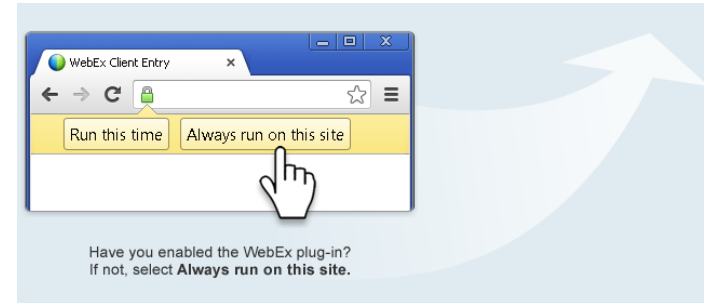 WebEx Client Entry
Run this time
Always run on this site
Have you enabled the WebEx plug-in?
If not, select Always run on this site.